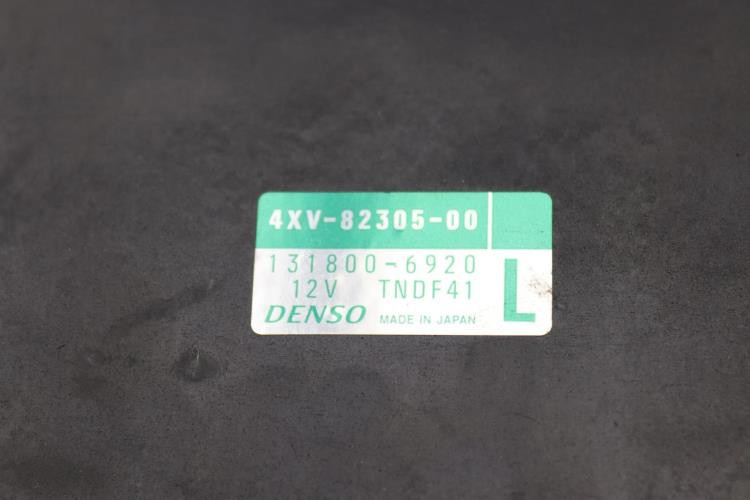 4XV-82305-00
131800-6920
12V TNDF41
L
DENSO MADE IN JAPAN